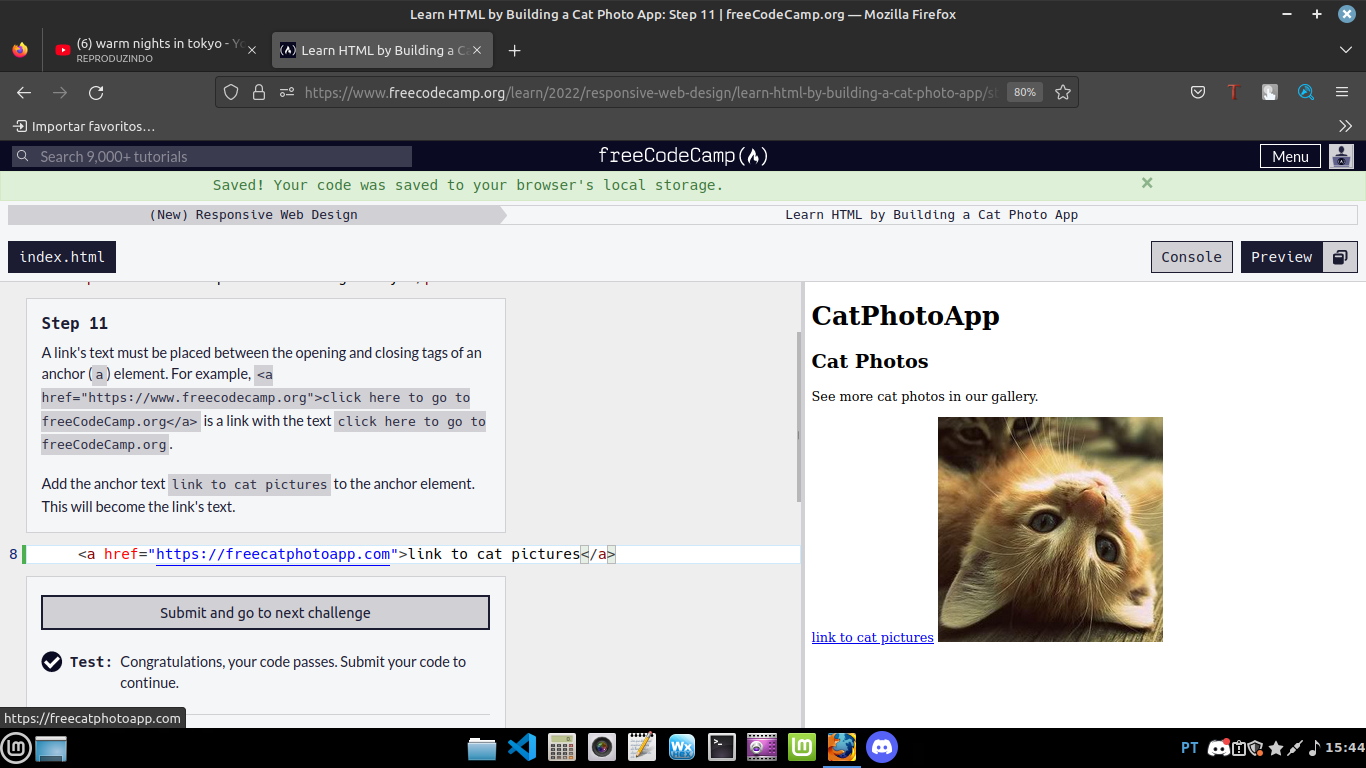 Learn HTML by Building a Cat Photo App: Step 11 | freeCodeCamp.org — Mozilla Firefox
(6) warm nights in tokyo - Yo
REPRODUZINDO
Learn HTML by Building a Ca
https://www.freecodecamp.org/learn/2022/responsive-web-design/learn-html-by-building-a-cat-photo-app/st
80%
Importar favoritos…
Search 9,000+ tutorials
freeCodeCamp
Menu
Saved! Your code was saved to your browser's local storage.
(New) Responsive Web Design
Learn HTML by Building a Cat Photo App
index.html
Console
Preview
Step 11
A link's text must be placed between the opening and closing tags of an
anchor (a) element. For example, <a
href="https://www.freecodecamp.org">click here to go to
freeCodeCamp.org</a> is a link with the text click here to go to
freeCodeCamp.org.
Add the anchor text link to cat pictures to the anchor element.
This will become the link's text.
8 <a href="https://freecatphotoapp.com">link to cat pictures</a>
Submit and go to next challenge
Test: Congratulations, your code passes. Submit your code to
continue.
https://freecatphotoapp.com
CatPhotoApp
Cat Photos
See more cat photos in our gallery.
link to cat pictures
PT
15:44